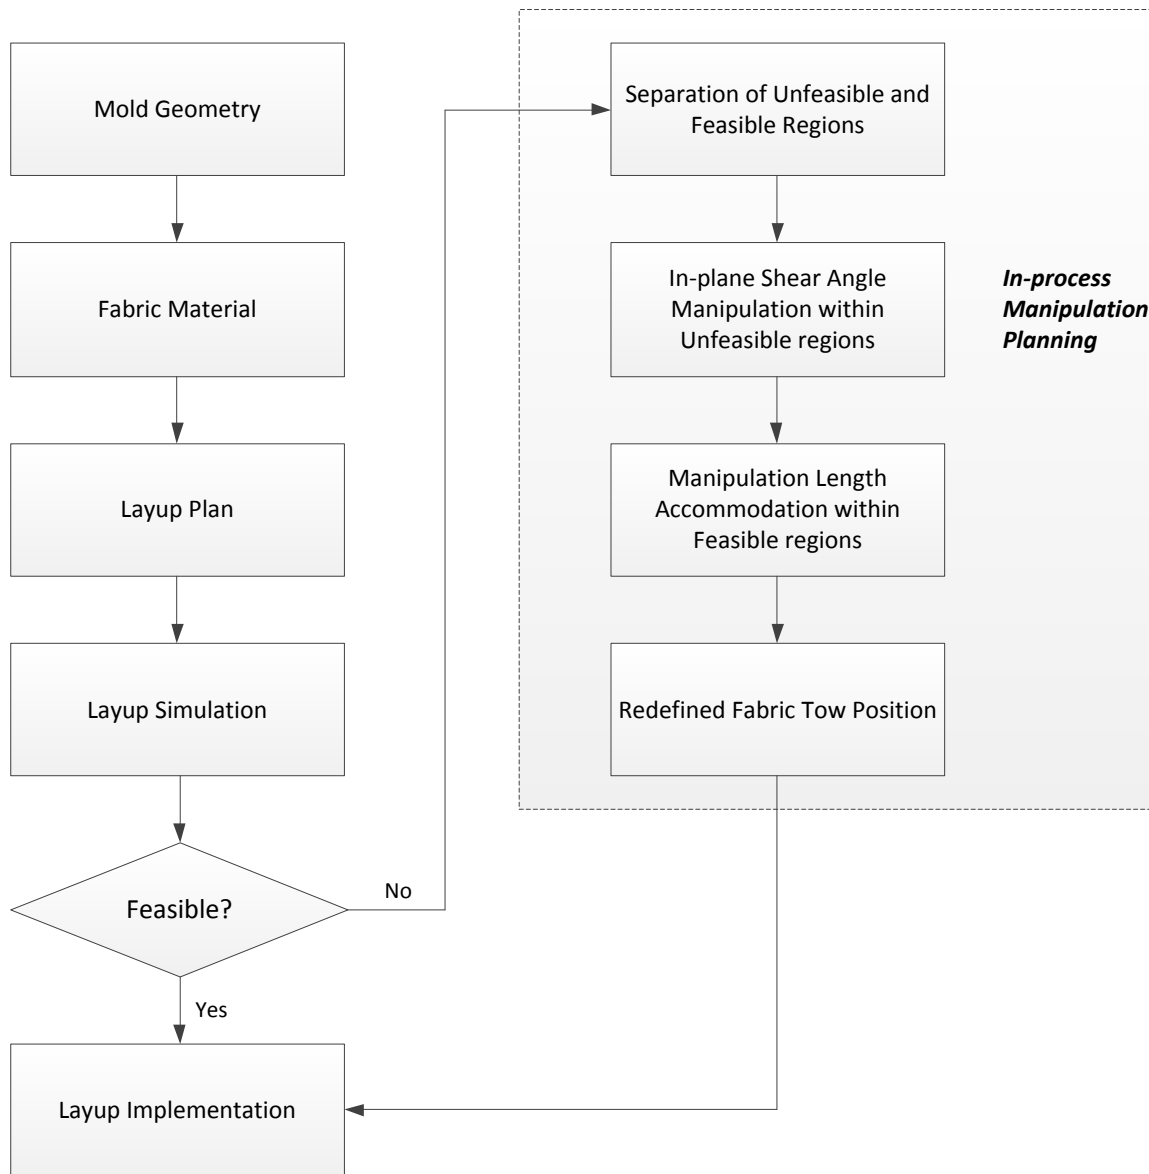 Mold Geometry
Fabric Material
Layup Plan
Layup Simulation
Feasible?
No
Yes
Layup Implementation
Separation of Unfeasible and
Feasible Regions
In-plane Shear Angle
Manipulation within
Unfeasible regions
In-process
Manipulation
Planning
Manipulation Length
Accommodation within
Feasible regions
Redefined Fabric Tow Position